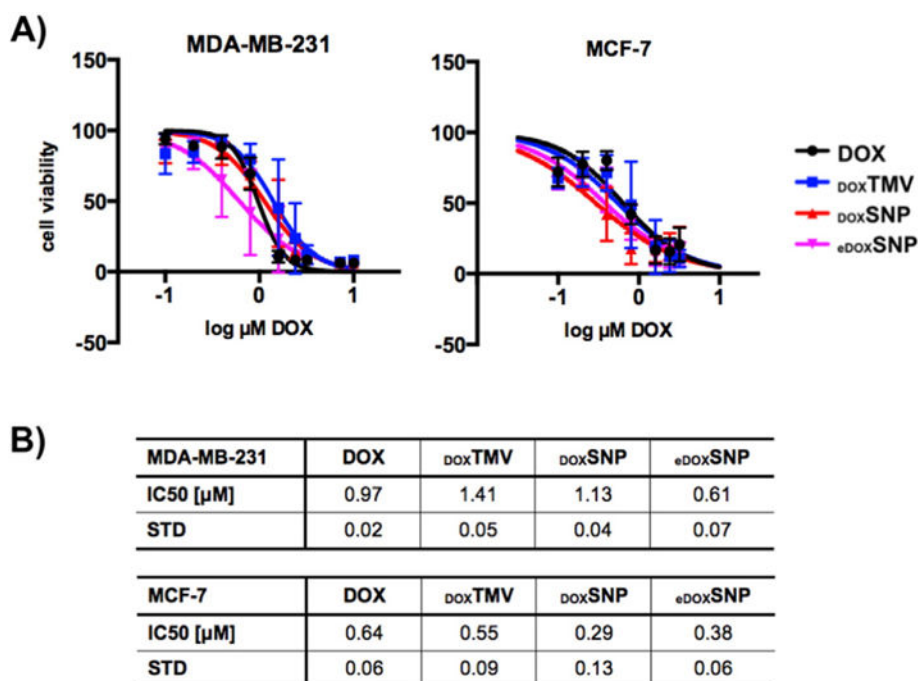 A)
MDA-MB-231
MCF-7
150
100
50
0
-50
-1 0 1
cell viability
log µM DOX
150
100
50
0
-50
-1 0 1
log µM DOX
DOX
DOXTMV
DOXSNP
eDOXSNP
B)
MDA-MB-231 DOX DOXTMV DOXSNP eDOXSNP
IC50 [µM] 0.97 1.41 1.13 0.61
STD 0.02 0.05 0.04 0.07
MCF-7 DOX DOXTMV DOXSNP eDOXSNP
IC50 [µM] 0.64 0.55 0.29 0.38
STD 0.06 0.09 0.13 0.06